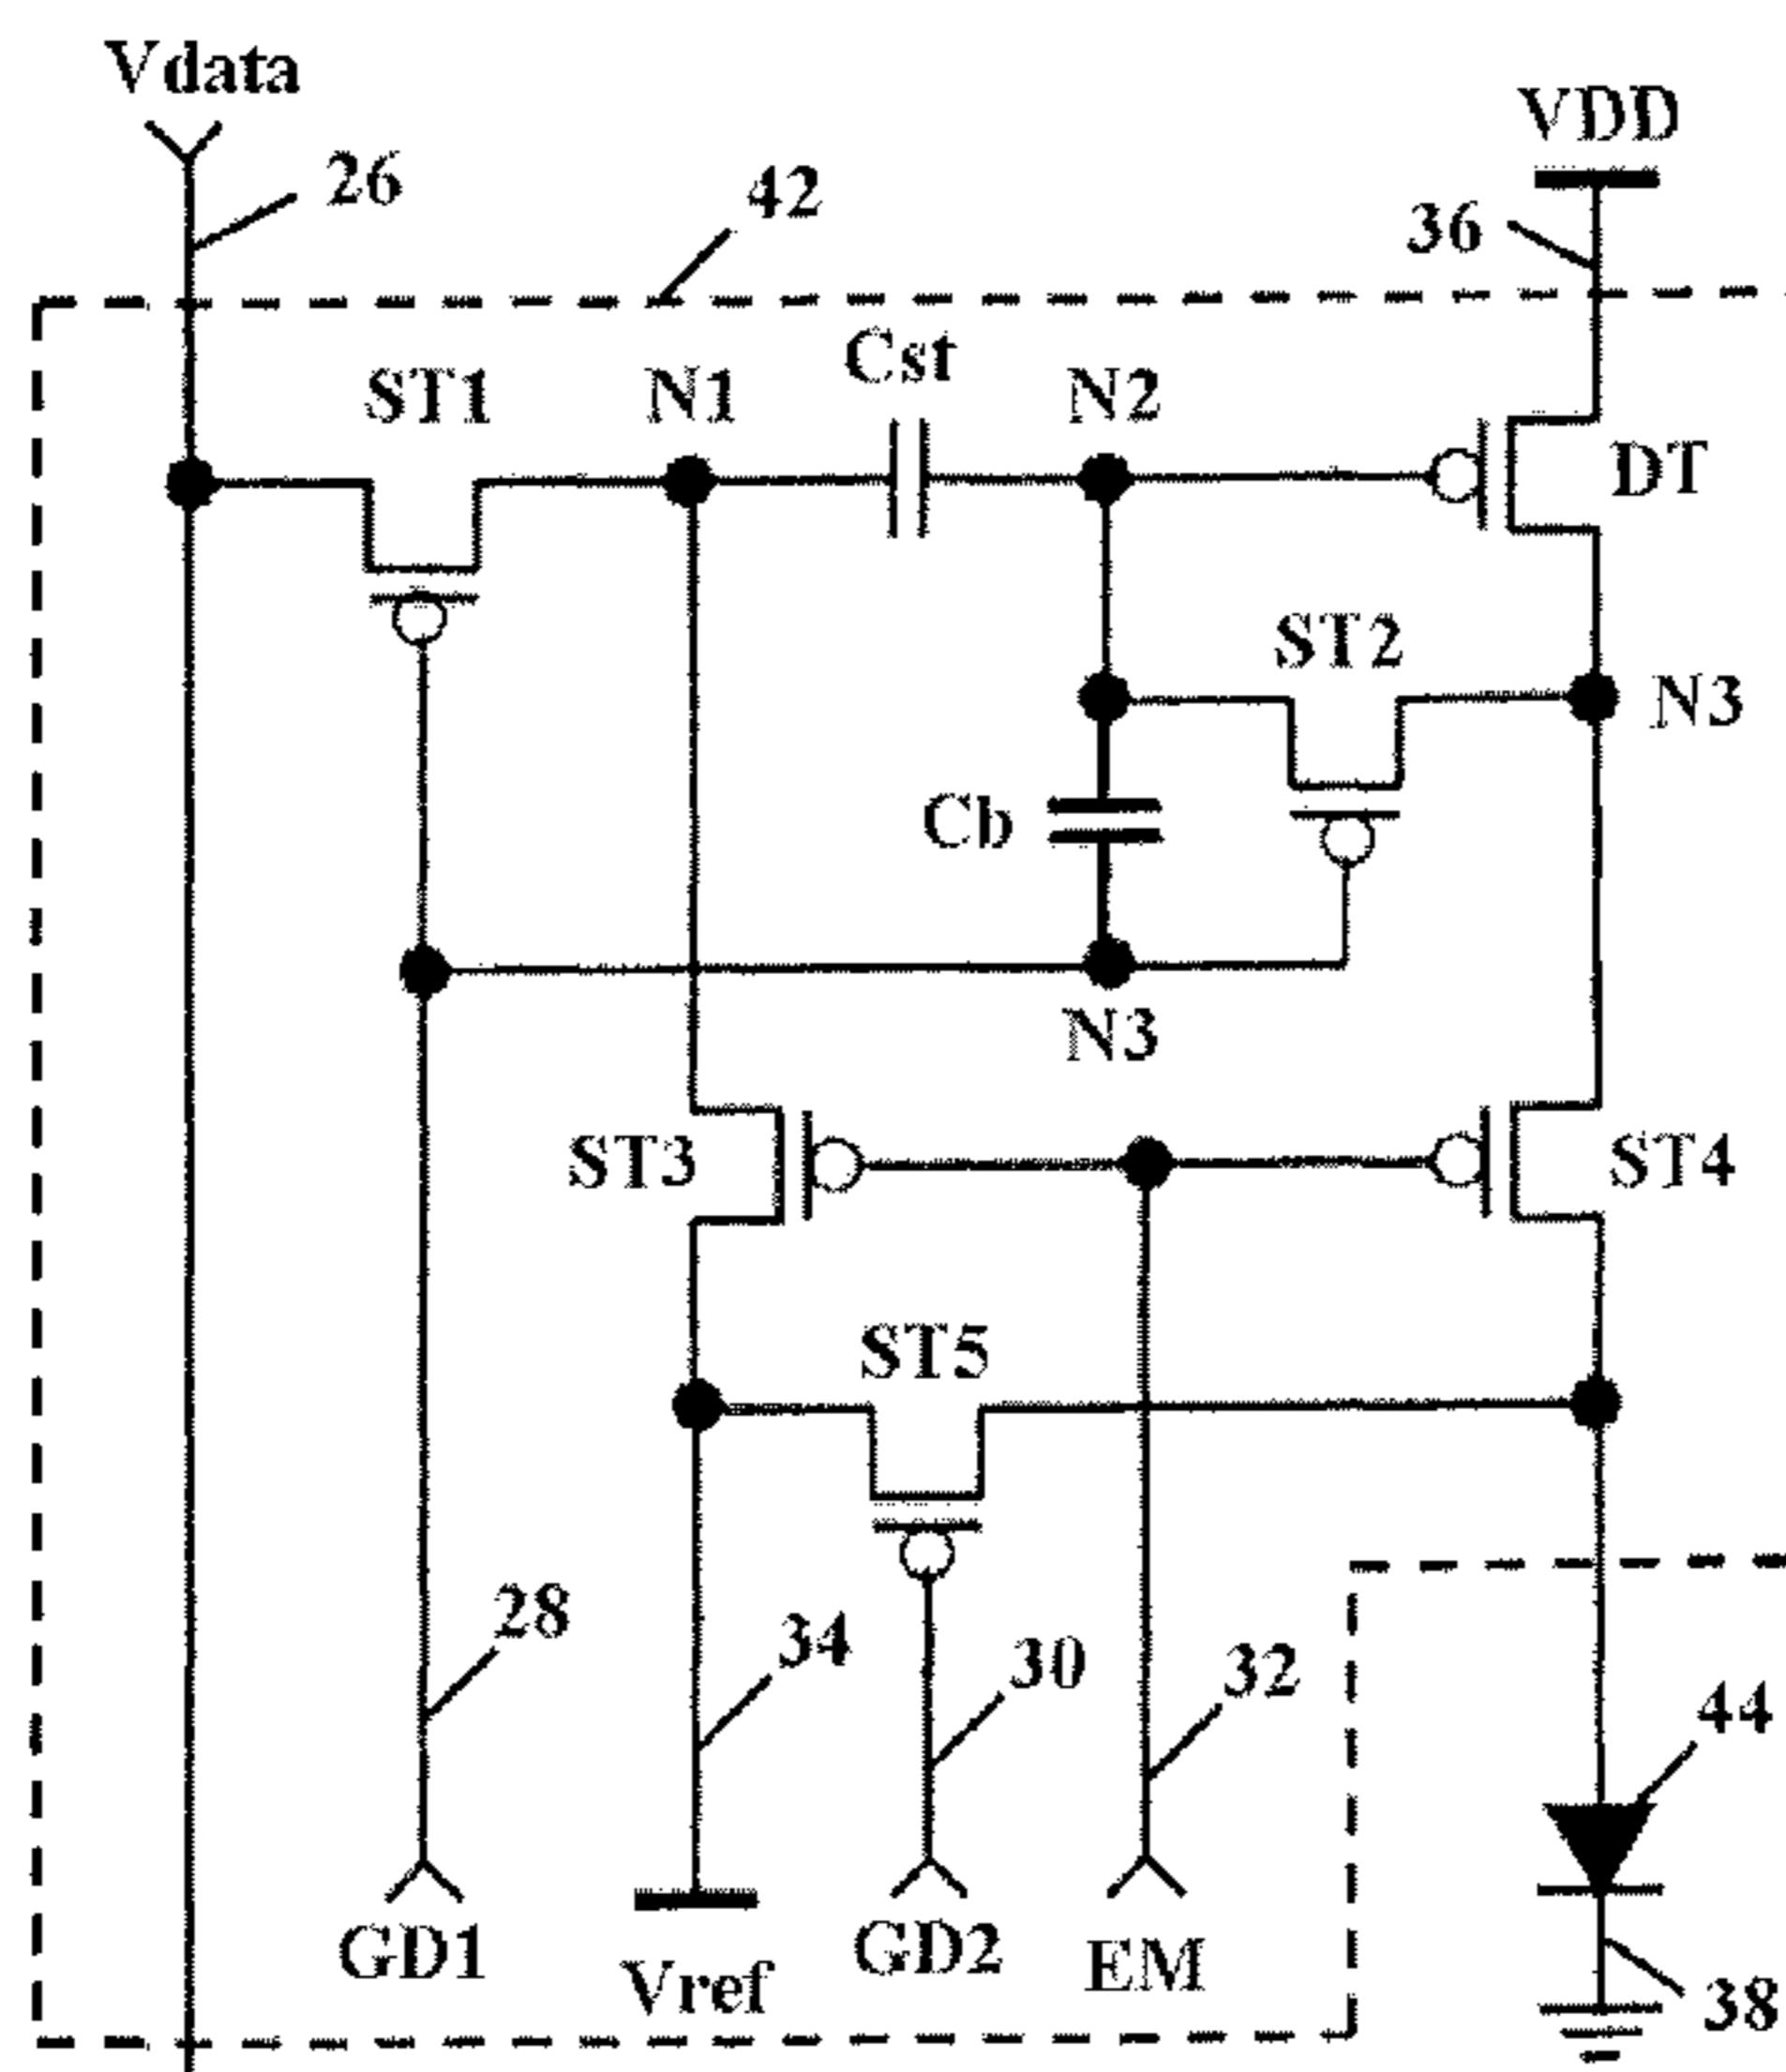 Vdata
VDD
26
42
36
Cst
ST1
N1
N2
DT
ST2
N3
Cb
N3
ST3
ST4
ST5
28
34
30
32
44
GD1
Vref
GD2
EM
38